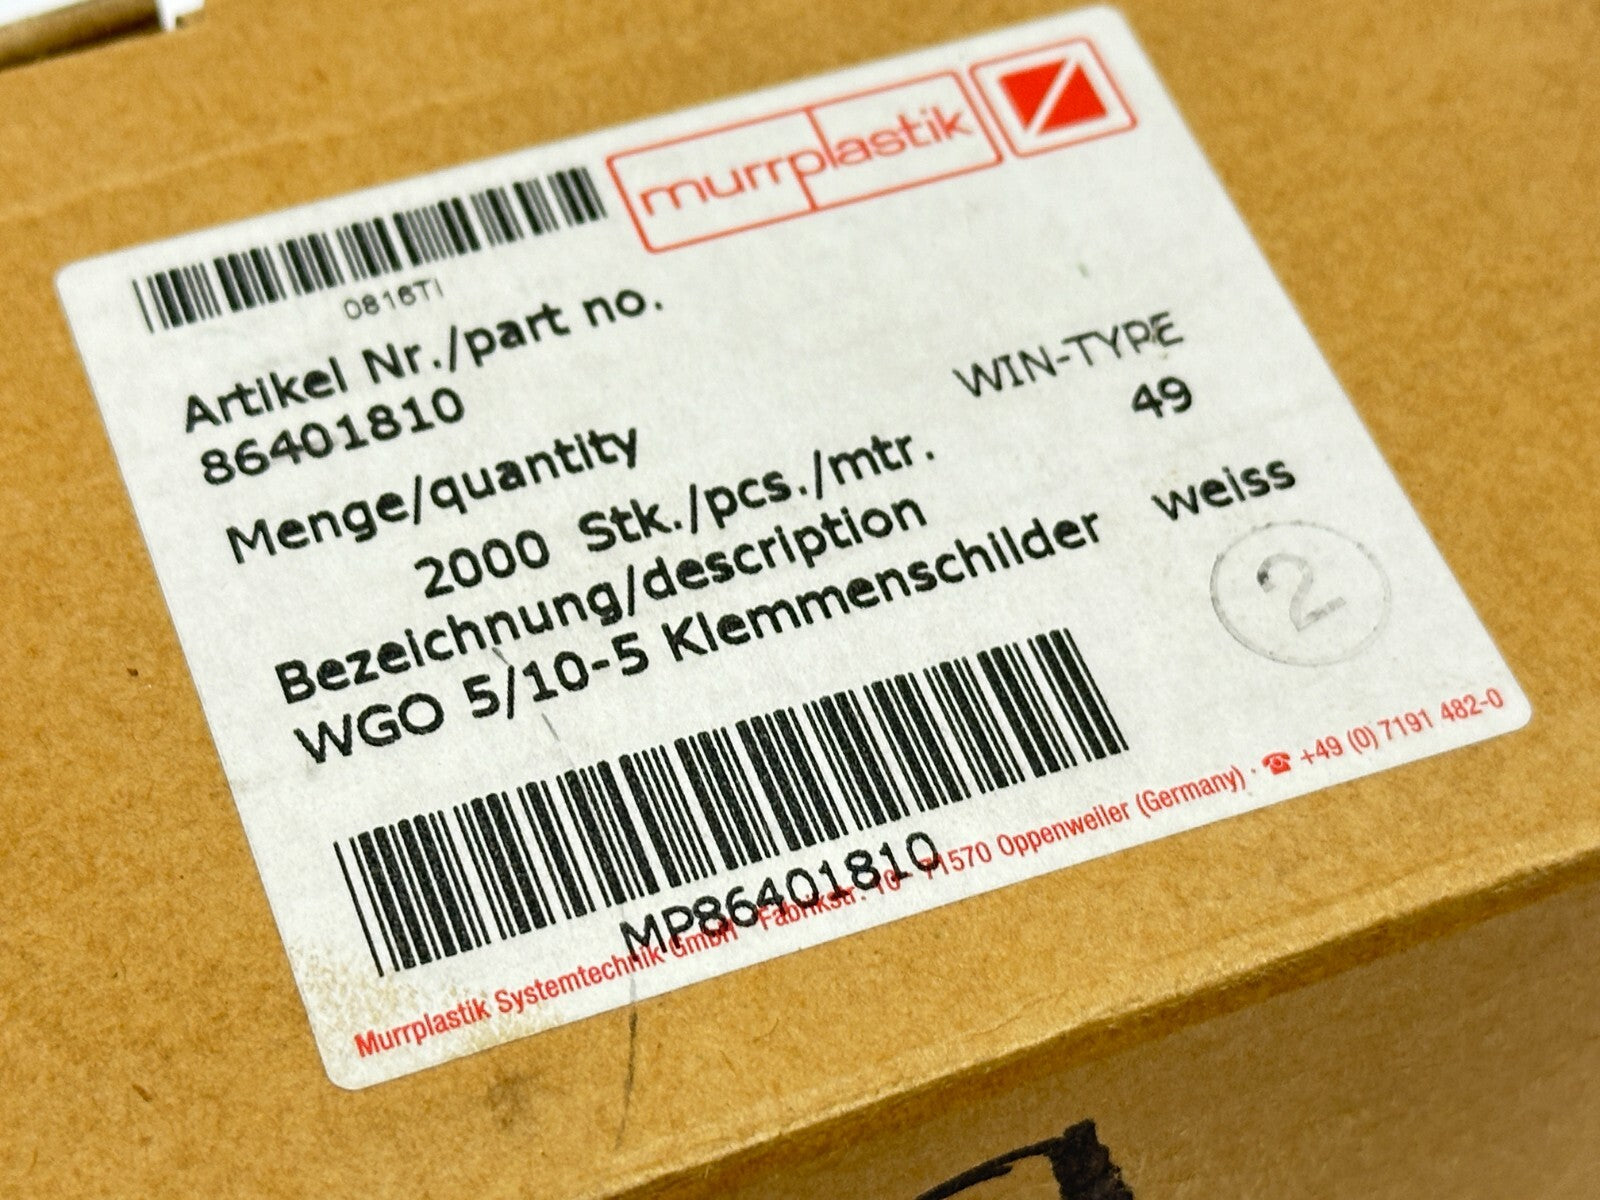 murrplastik
0816TI
Artikel Nr./part no.
86401810
WIN-TYPE
49
Menge/quantity
2000 Stk./pcs./mtr.
Bezeichnung/description
WGO 5/10-5 Klemmenschilder weiss
2
MP86401810
Murrplastik Systemtechnik GmbH · Fabrikstr. 10 · 71570 Oppenweiler (Germany) · ☎ +49 (0) 7191 482-0